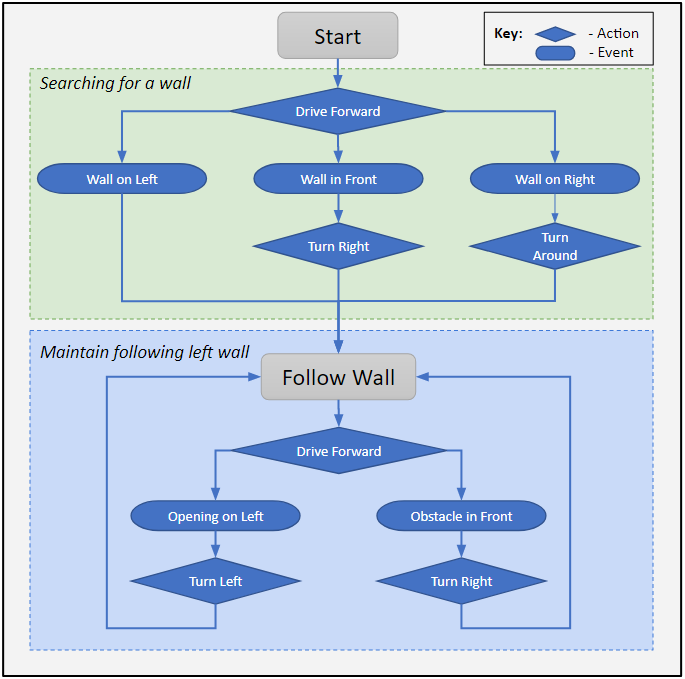 Start
Key:
- Action
- Event
Searching for a wall
Drive Forward
Wall on Left
Wall in Front
Wall on Right
Turn Right
Turn
Around
Maintain following left wall
Follow Wall
Drive Forward
Opening on Left
Obstacle in Front
Turn Left
Turn Right